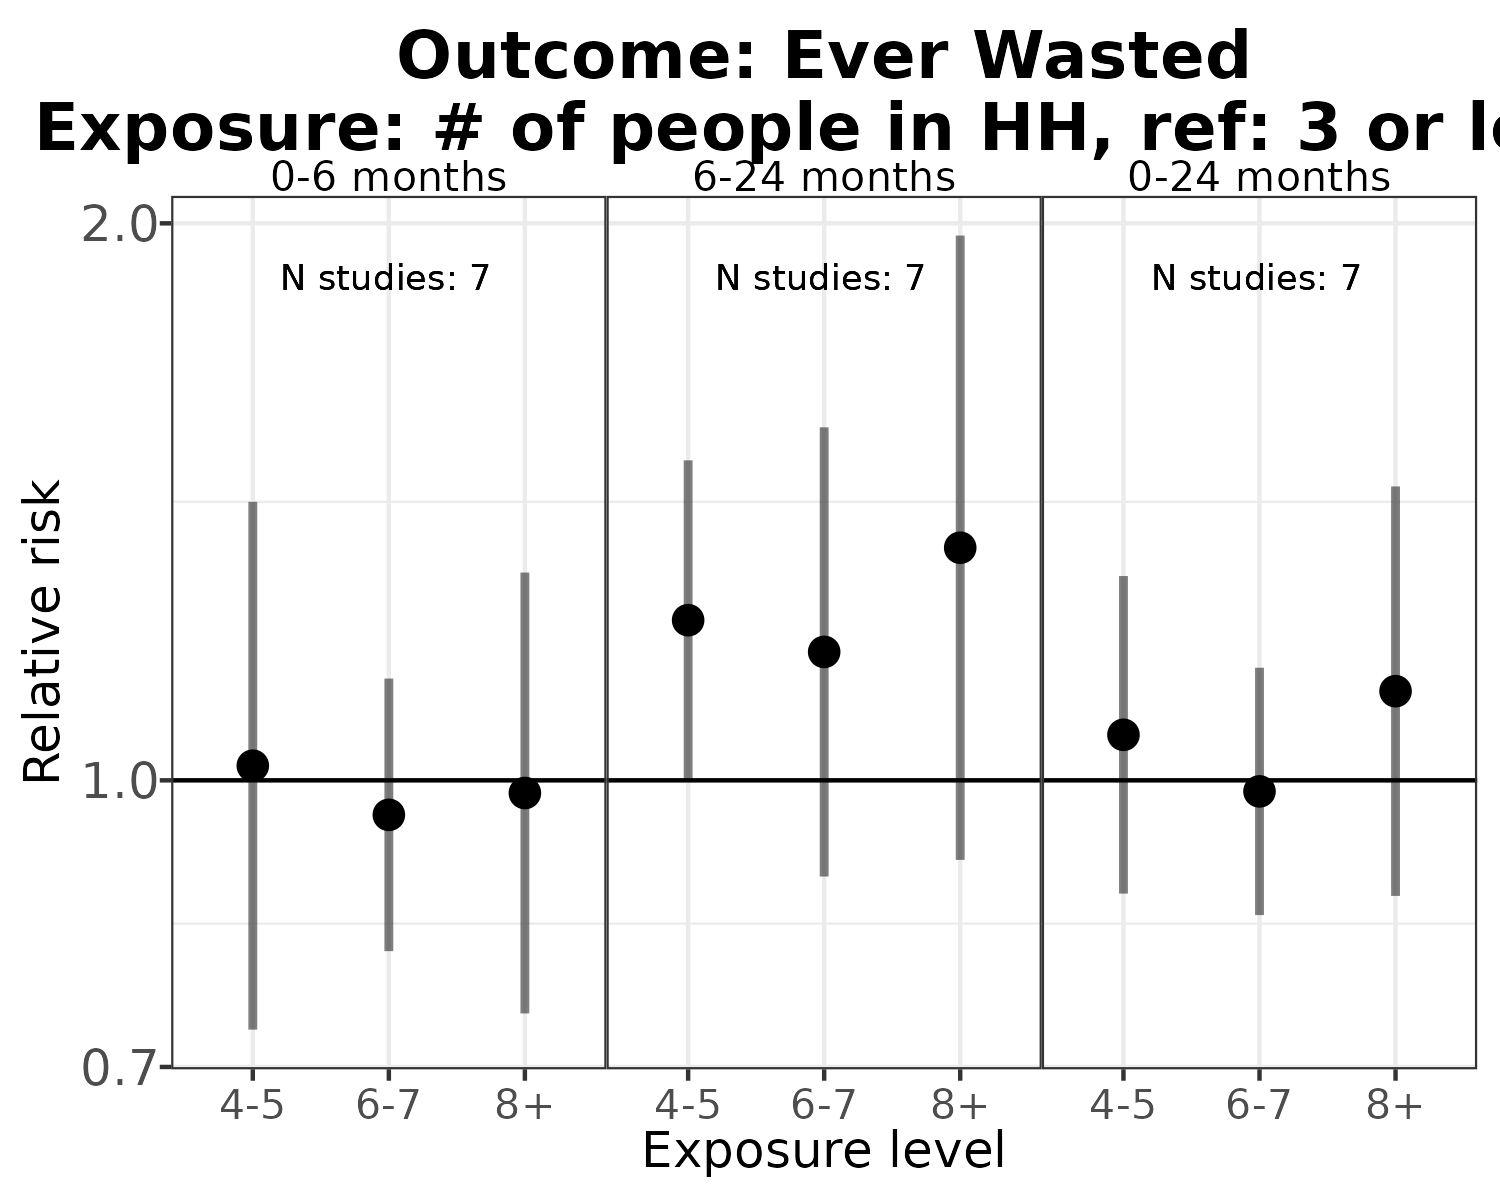 Outcome: Ever Wasted
Exposure: # of people in HH, ref: 3 or
0-6 months 6-24 months 0-24 months
2.0
N studies: 7 N studies: 7 N studies: 7
Relative risk
1.0
0.7
4-5 6-7 8+ 4-5 6-7 8+ 4-5 6-7 8+
Exposure level